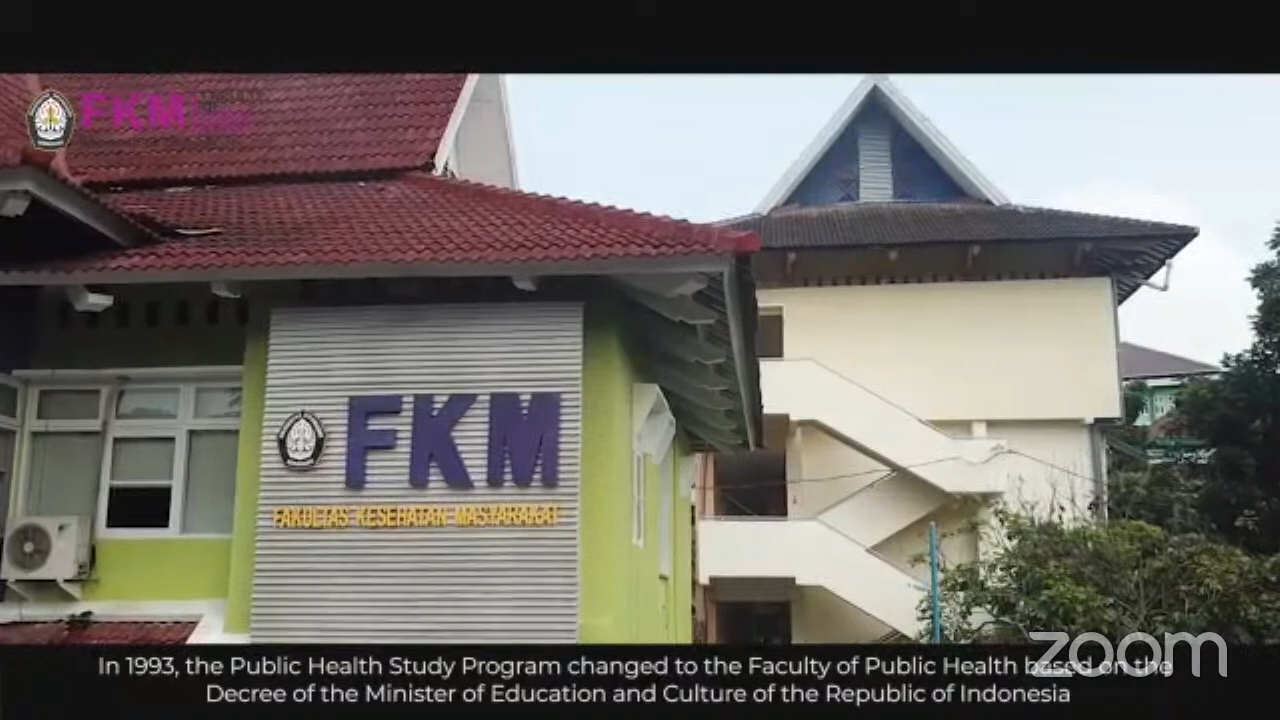 FKM
FKM
FAKULTAS KESEHATAN MASYARAKAT
In 1993, the Public Health Study Program changed to the Faculty of Public Health based on the
Decree of the Minister of Education and Culture of the Republic of Indonesia
zoom